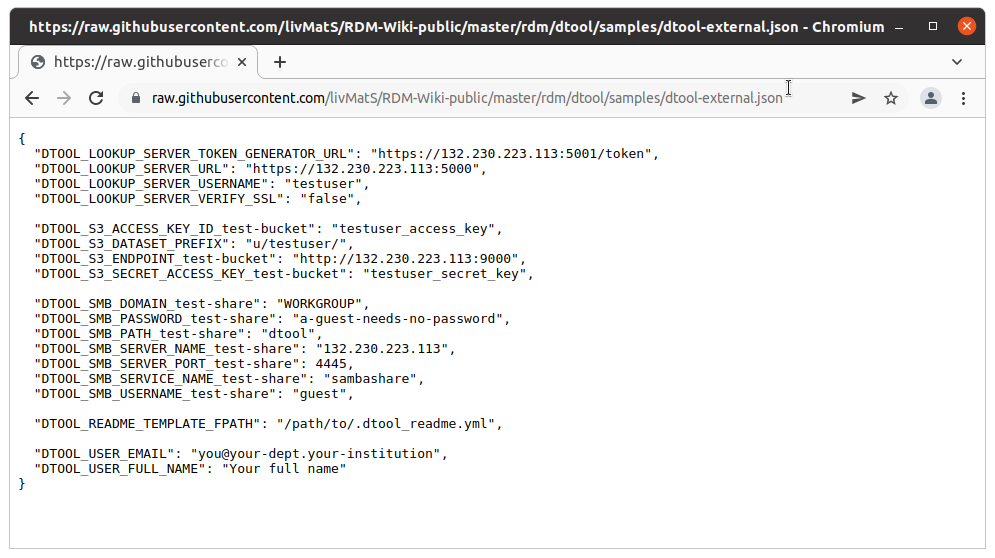 https://raw.githubusercontent.com/livMatS/RDM-Wiki-public/master/rdm/dtool/samples/dtool-external.json - Chromium
https://raw.githubuserco
raw.githubusercontent.com/livMatS/RDM-Wiki-public/master/rdm/dtool/samples/dtool-external.json
{
  "DTOOL_LOOKUP_SERVER_TOKEN_GENERATOR_URL": "https://132.230.223.113:5001/token",
  "DTOOL_LOOKUP_SERVER_URL": "https://132.230.223.113:5000",
  "DTOOL_LOOKUP_SERVER_USERNAME": "testuser",
  "DTOOL_LOOKUP_SERVER_VERIFY_SSL": "false",
  "DTOOL_S3_ACCESS_KEY_ID_test-bucket": "testuser_access_key",
  "DTOOL_S3_DATASET_PREFIX": "u/testuser/",
  "DTOOL_S3_ENDPOINT_test-bucket": "http://132.230.223.113:9000",
  "DTOOL_S3_SECRET_ACCESS_KEY_test-bucket": "testuser_secret_key",
  "DTOOL_SMB_DOMAIN_test-share": "WORKGROUP",
  "DTOOL_SMB_PASSWORD_test-share": "a-guest-needs-no-password",
  "DTOOL_SMB_PATH_test-share": "dtool",
  "DTOOL_SMB_SERVER_NAME_test-share": "132.230.223.113",
  "DTOOL_SMB_SERVER_PORT_test-share": 4445,
  "DTOOL_SMB_SERVICE_NAME_test-share": "sambashare",
  "DTOOL_SMB_USERNAME_test-share": "guest",
  "DTOOL_README_TEMPLATE_FPATH": "/path/to/.dtool_readme.yml",
  "DTOOL_USER_EMAIL": "you@your-dept.your-institution",
  "DTOOL_USER_FULL_NAME": "Your full name"
}